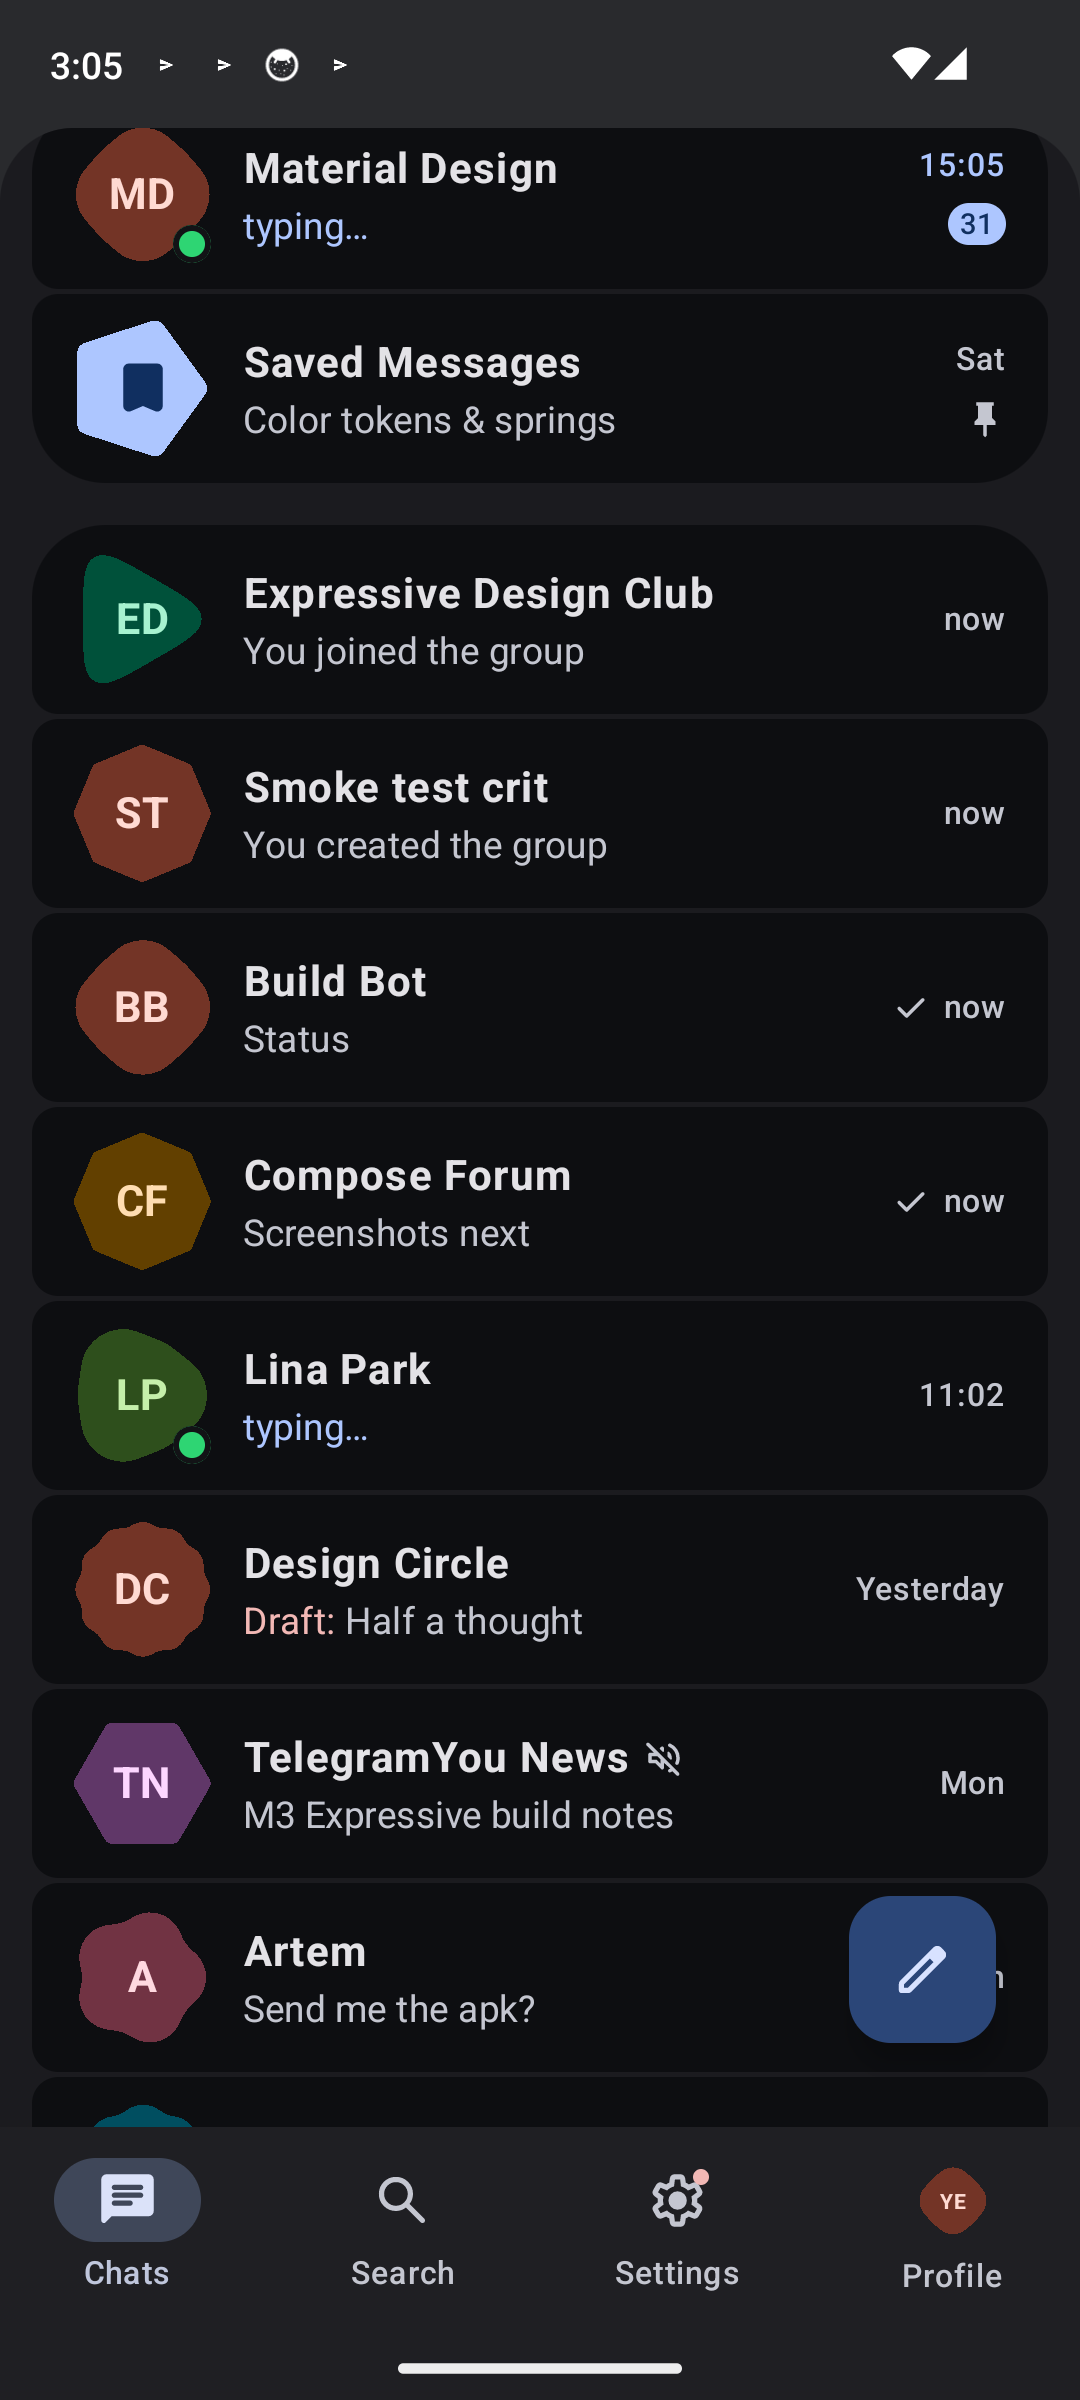 3:05
MD
Material Design
15:05
typing…
31
Saved Messages
Sat
Color tokens & springs
ED
Expressive Design Club
You joined the group
now
ST
Smoke test crit
You created the group
now
BB
Build Bot
Status
now
CF
Compose Forum
Screenshots next
now
LP
Lina Park
typing…
11:02
DC
Design Circle
Draft: Half a thought
Yesterday
TN
TelegramYou News
M3 Expressive build notes
Mon
A
Artem
Send me the apk?
YE
Chats
Search
Settings
Profile